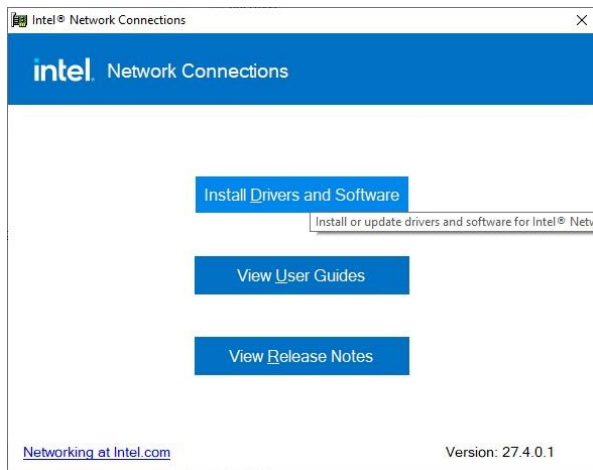 Intel® Network Connections
intel. Network Connections
Install Drivers and Software
Install or update drivers and software for Intel®
View User Guides
View Release Notes
Networking at Intel.com
Version: 27.4.0.1